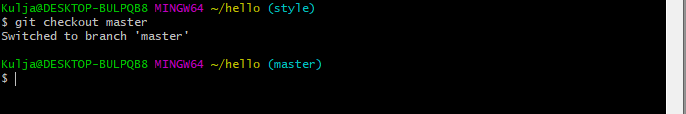 Kulja@DESKTOP-BULPQB8 MINGW64 ~/hello (style)
$ git checkout master
Switched to branch 'master'
Kulja@DESKTOP-BULPQB8 MINGW64 ~/hello (master)
$